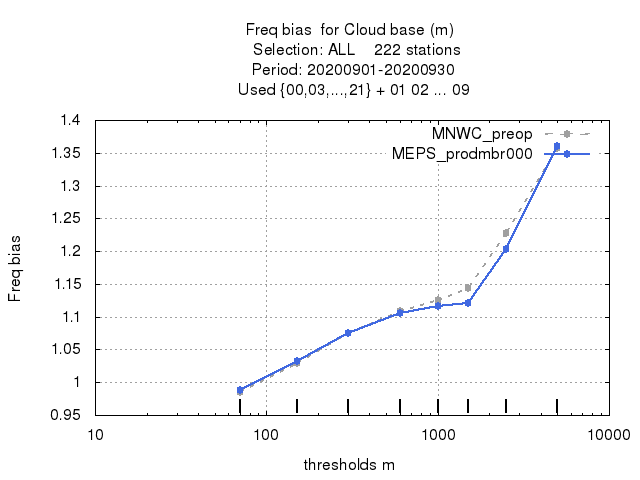 Freq bias  for Cloud base (m)
Selection: ALL    222 stations
Period: 20200901-20200930
Used {00,03,...,21} + 01 02 ... 09
1.4
1.35
1.3
1.25
1.2
1.15
1.1
1.05
1
0.95
Freq bias
MNWC_preop
MEPS_prodmbr000
10 100 1000 10000
thresholds m